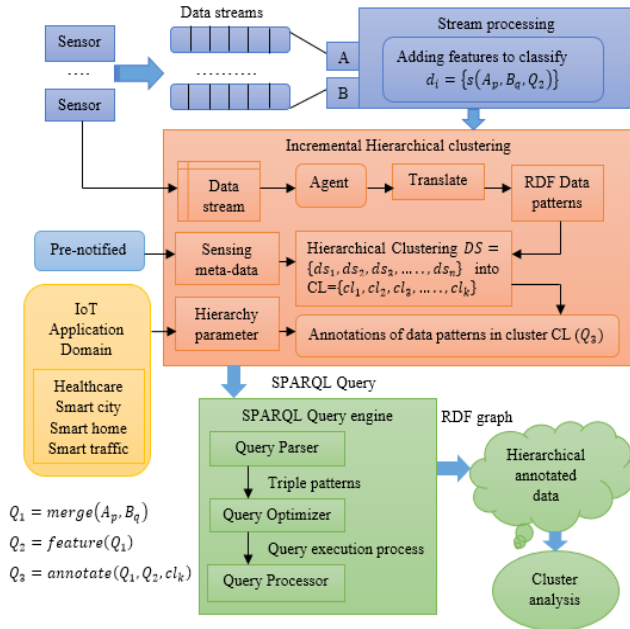 Data streams
Stream processing
Sensor
....
Sensor
A
B
Adding features to classify
d_i = {s(A_p, B_q, Q_2)}
Incremental Hierarchical clustering
Data
stream
Agent
Translate
RDF Data
patterns
Pre-notified
Sensing
meta-data
Hierarchical Clustering DS =
{ds_1, ds_2, ds_3, ....., ds_n} into
CL={cl_1, cl_2, cl_3, ....., cl_k}
IoT
Application
Domain
Healthcare
Smart city
Smart home
Smart traffic
Hierarchy
parameter
Annotations of data patterns in cluster CL (Q_3)
SPARQL Query
SPARQL Query engine
Query Parser
Triple patterns
Query Optimizer
Query execution process
Query Processor
RDF graph
Hierarchical
annotated
data
Cluster
analysis
Q_1 = merge(A_p, B_q)
Q_2 = feature(Q_1)
Q_3 = annotate(Q_1, Q_2, cl_k)